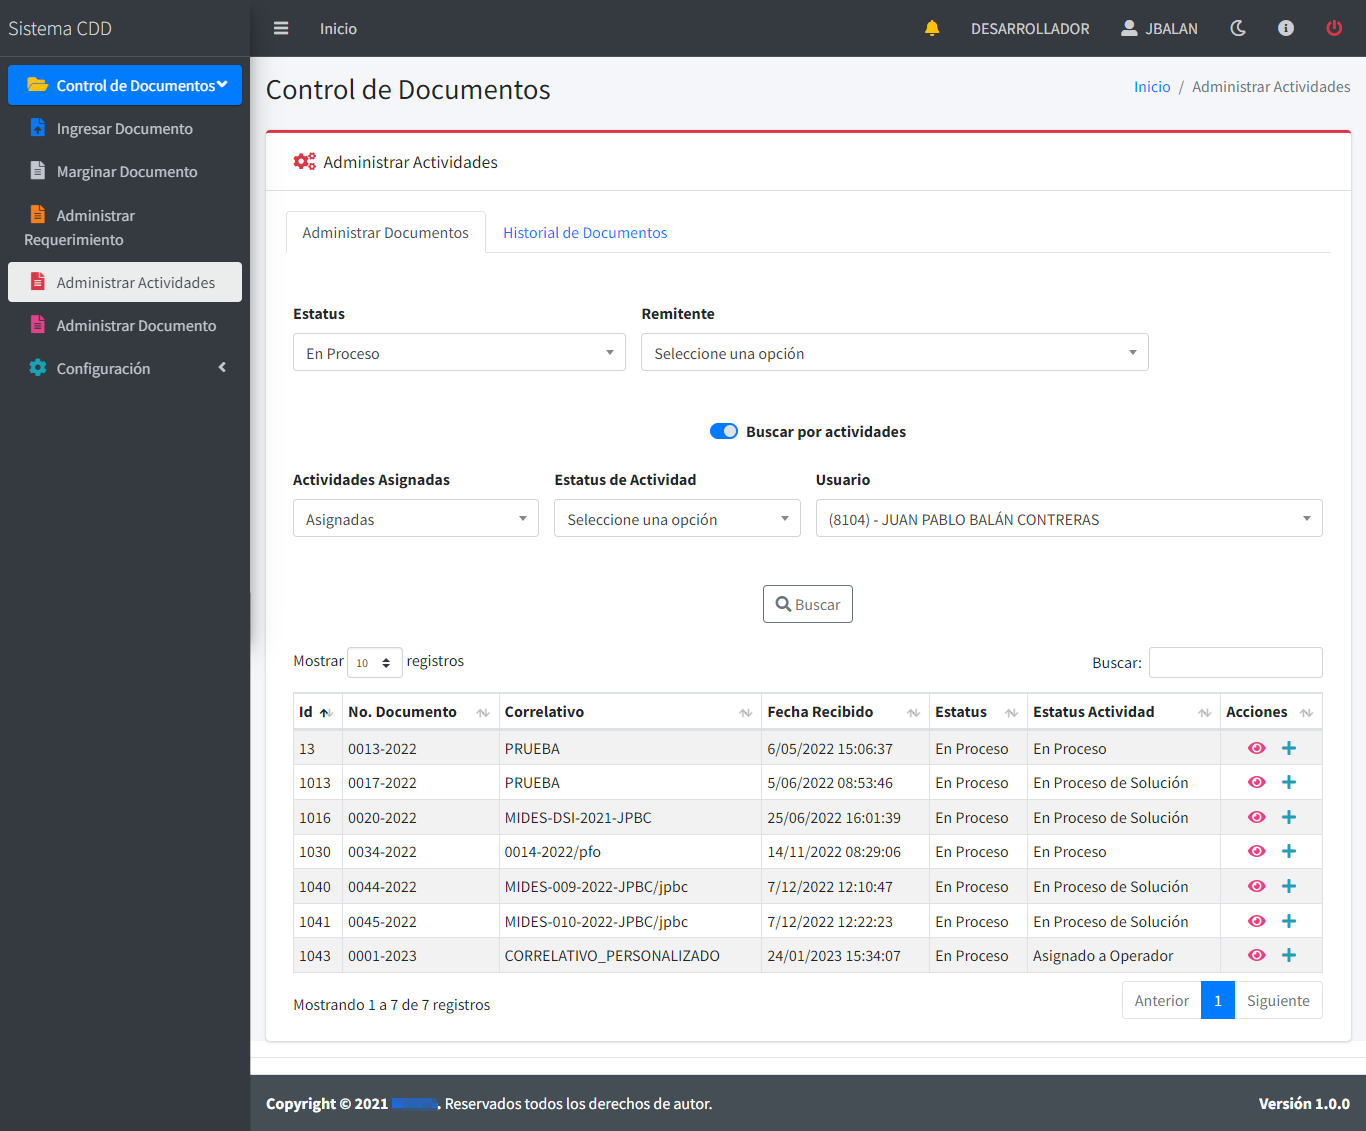 Sistema CDD
Inicio
DESARROLLADOR
JBALAN
Control de Documentos
Ingresar Documento
Marginar Documento
Administrar
Requerimiento
Administrar Actividades
Administrar Documento
Configuración
Control de Documentos
Inicio / Administrar Actividades
Administrar Actividades
Administrar Documentos
Historial de Documentos
Estatus
Remitente
En Proceso
Seleccione una opción
Buscar por actividades
Actividades Asignadas
Estatus de Actividad
Usuario
Asignadas
Seleccione una opción
(8104) - JUAN PABLO BALÁN CONTRERAS
Buscar
Mostrar 10 registros
Buscar:
Id No. Documento Correlativo Fecha Recibido Estatus Estatus Actividad Acciones
13 0013-2022 PRUEBA 6/05/2022 15:06:37 En Proceso En Proceso
1013 0017-2022 PRUEBA 5/06/2022 08:53:46 En Proceso En Proceso de Solución
1016 0020-2022 MIDES-DSI-2021-JPBC 25/06/2022 16:01:39 En Proceso En Proceso de Solución
1030 0034-2022 0014-2022/pfo 14/11/2022 08:29:06 En Proceso En Proceso
1040 0044-2022 MIDES-009-2022-JPBC/jpbc 7/12/2022 12:10:47 En Proceso En Proceso de Solución
1041 0045-2022 MIDES-010-2022-JPBC/jpbc 7/12/2022 12:22:23 En Proceso En Proceso de Solución
1043 0001-2023 CORRELATIVO_PERSONALIZADO 24/01/2023 15:34:07 En Proceso Asignado a Operador
Mostrando 1 a 7 de 7 registros
Anterior 1 Siguiente
Copyright © 2021 . Reservados todos los derechos de autor.
Versión 1.0.0